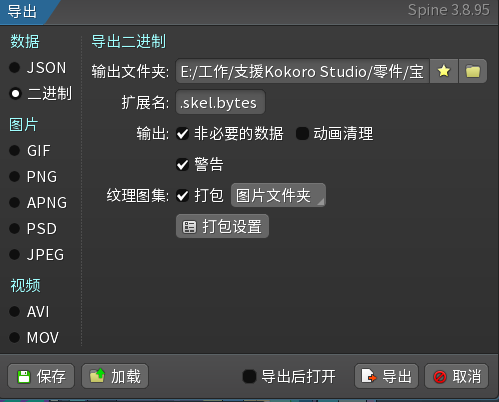 导出
Spine 3.8.95
数据
JSON
二进制
图片
GIF
PNG
APNG
PSD
JPEG
视频
AVI
MOV
导出二进制
输出文件夹: E:/工作/支援Kokoro Studio/零件/宝
扩展名: .skel.bytes
输出: 非必要的数据 动画清理
警告
纹理图集: 打包 图片文件夹
打包设置
保存 加载 导出后打开 导出 取消